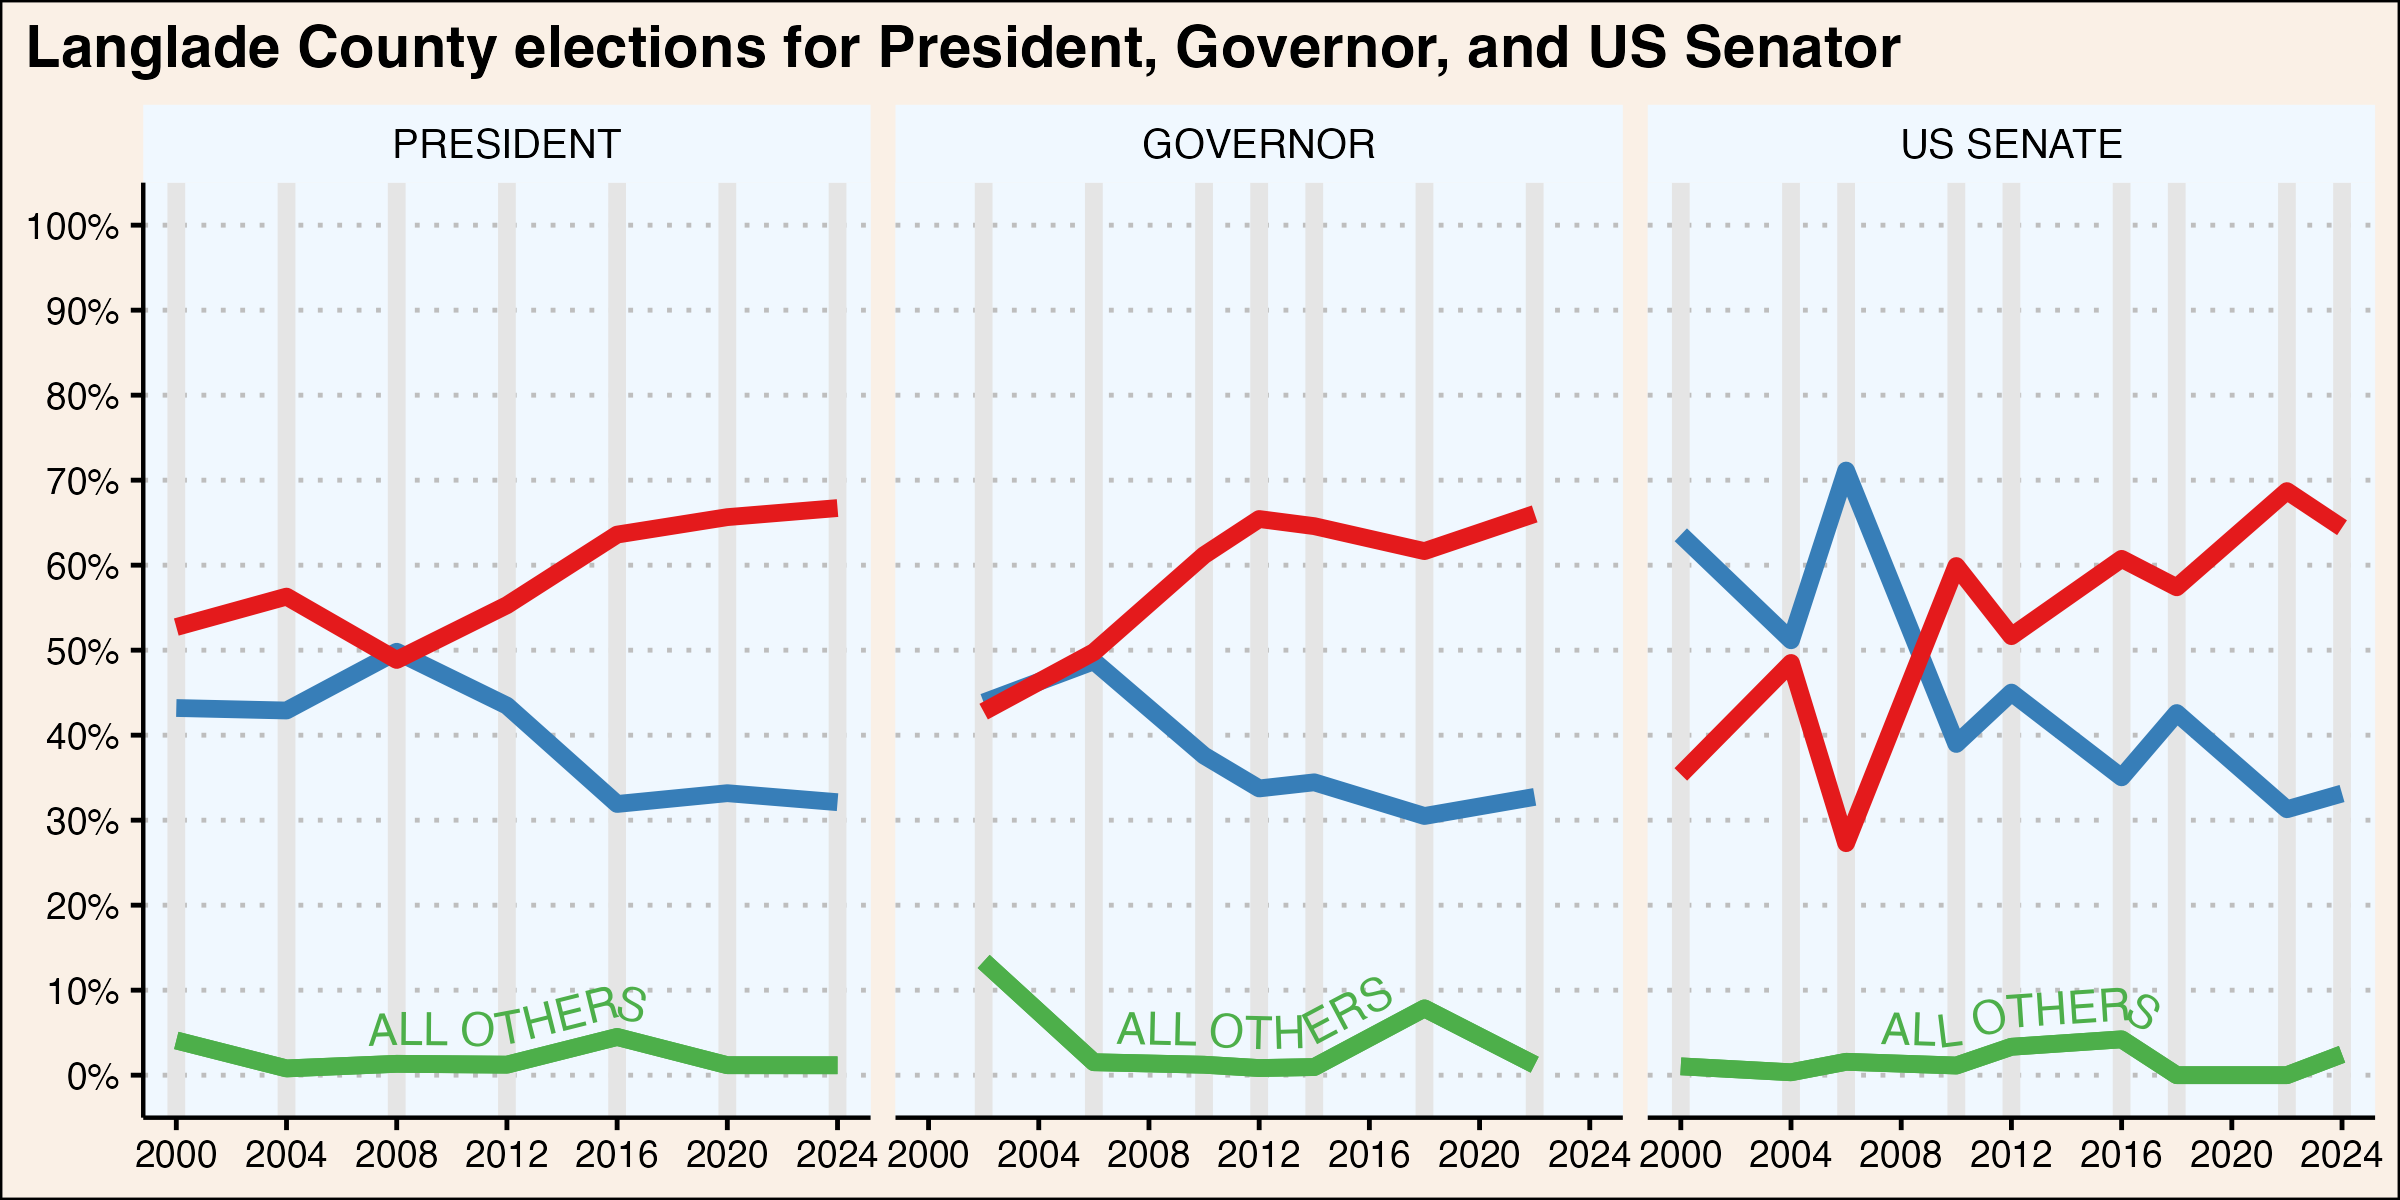 Langlade County elections for President, Governor, and US Senator
PRESIDENT
GOVERNOR
US SENATE
100%
90%
80%
70%
60%
50%
40%
30%
20%
10%
0%
ALL OTHERS
ALL OTHERS
ALL OTHERS
2000 2004 2008 2012 2016 2020 2024
2000 2004 2008 2012 2016 2020 2024
2000 2004 2008 2012 2016 2020 2024